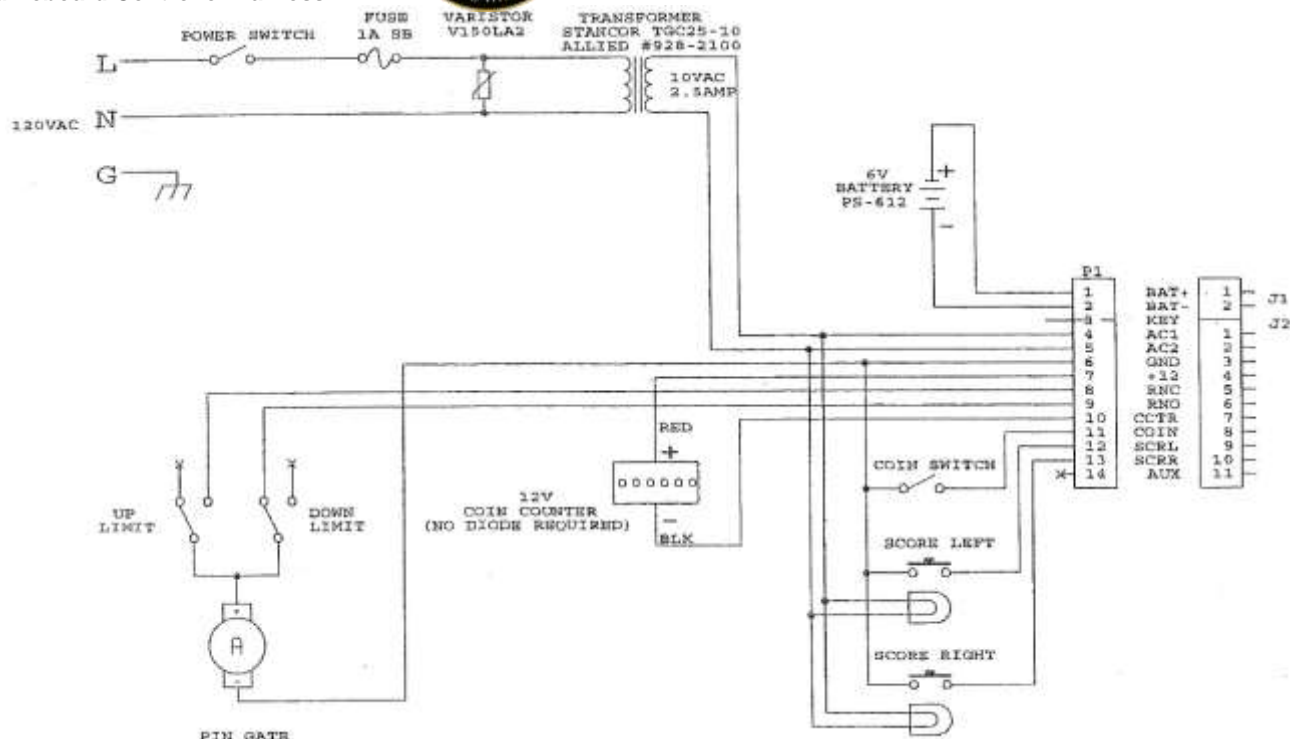 POWER SWITCH
FUSE
1A SB
VARISTOR
V150LA2
TRANSFORMER
STANCOR TGC25-10
ALLIED #928-2100
10VAC
2.5AMP
L
120VAC N
G
6V
BATTERY
PS-612
+
-
P1
1 BAT+ 1 J1
2 BAT- 2
3 KEY J2
4 AC1 1
5 AC2 2
6 GND 3
7 +12 4
8 RNC 5
9 RNO 6
10 CCTR 7
11 COIN 8
12 SCRL 9
13 SCRR 10
14 AUX 11
RED
+
12V
COIN COUNTER
(NO DIODE REQUIRED)
-
BLK
COIN SWITCH
UP
LIMIT
DOWN
LIMIT
SCORE LEFT
+
A
-
SCORE RIGHT
PIN GATE